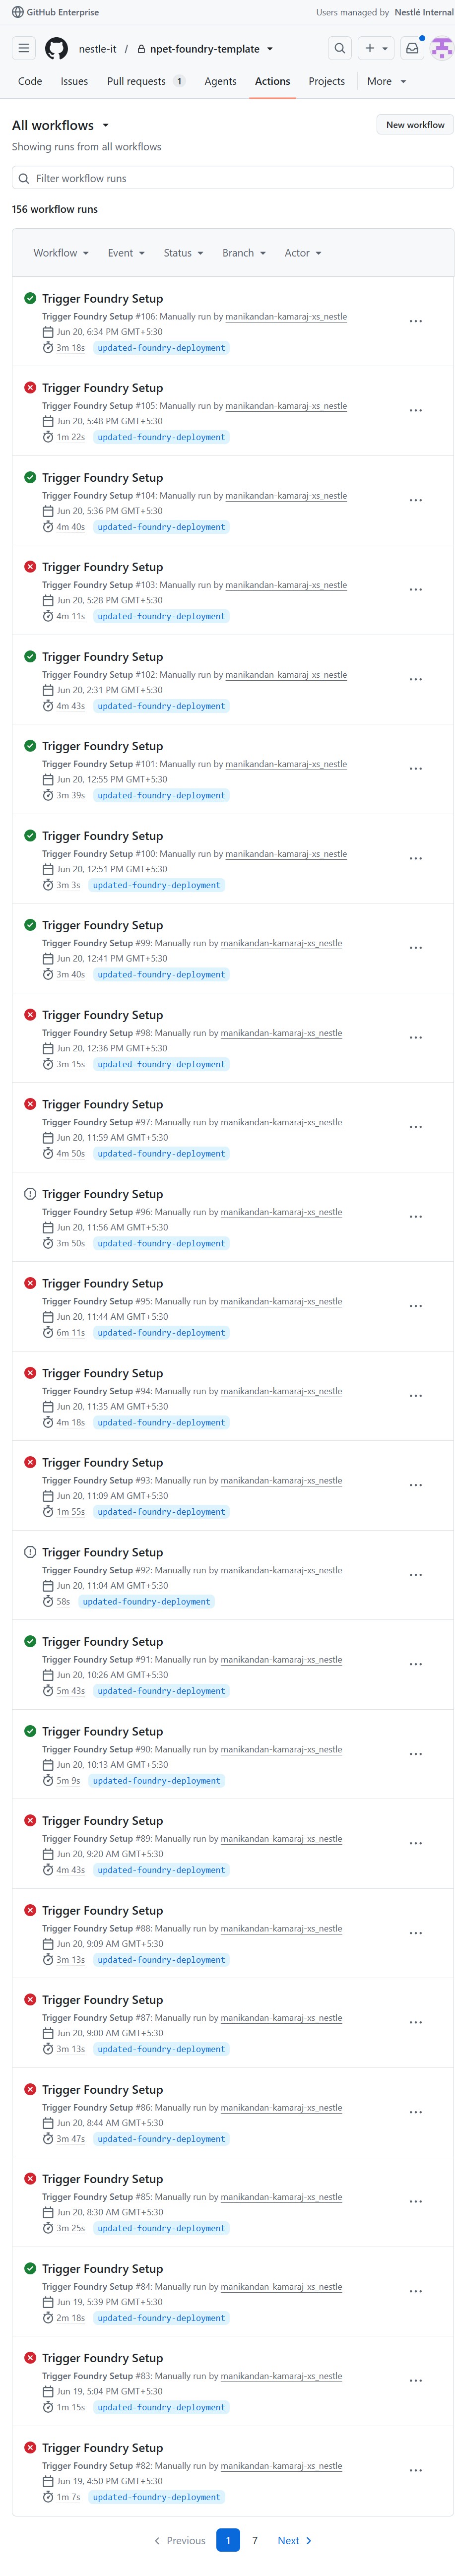 GitHub Enterprise
Users managed by Nestlé Internal
nestle-it / npet-foundry-template
Code Issues Pull requests 1 Agents Actions Projects More
All workflows
New workflow
Showing runs from all workflows
Filter workflow runs
156 workflow runs
Workflow Event Status Branch Actor
Trigger Foundry Setup
Trigger Foundry Setup #106: Manually run by manikandan-kamaraj-xs_nestle
Jun 20, 6:34 PM GMT+5:30
3m 18s updated-foundry-deployment
Trigger Foundry Setup
Trigger Foundry Setup #105: Manually run by manikandan-kamaraj-xs_nestle
Jun 20, 5:48 PM GMT+5:30
1m 22s updated-foundry-deployment
Trigger Foundry Setup
Trigger Foundry Setup #104: Manually run by manikandan-kamaraj-xs_nestle
Jun 20, 5:36 PM GMT+5:30
4m 40s updated-foundry-deployment
Trigger Foundry Setup
Trigger Foundry Setup #103: Manually run by manikandan-kamaraj-xs_nestle
Jun 20, 5:28 PM GMT+5:30
4m 11s updated-foundry-deployment
Trigger Foundry Setup
Trigger Foundry Setup #102: Manually run by manikandan-kamaraj-xs_nestle
Jun 20, 2:31 PM GMT+5:30
4m 43s updated-foundry-deployment
Trigger Foundry Setup
Trigger Foundry Setup #101: Manually run by manikandan-kamaraj-xs_nestle
Jun 20, 12:55 PM GMT+5:30
3m 39s updated-foundry-deployment
Trigger Foundry Setup
Trigger Foundry Setup #100: Manually run by manikandan-kamaraj-xs_nestle
Jun 20, 12:51 PM GMT+5:30
3m 3s updated-foundry-deployment
Trigger Foundry Setup
Trigger Foundry Setup #99: Manually run by manikandan-kamaraj-xs_nestle
Jun 20, 12:41 PM GMT+5:30
3m 40s updated-foundry-deployment
Trigger Foundry Setup
Trigger Foundry Setup #98: Manually run by manikandan-kamaraj-xs_nestle
Jun 20, 12:36 PM GMT+5:30
3m 15s updated-foundry-deployment
Trigger Foundry Setup
Trigger Foundry Setup #97: Manually run by manikandan-kamaraj-xs_nestle
Jun 20, 11:59 AM GMT+5:30
4m 50s updated-foundry-deployment
Trigger Foundry Setup
Trigger Foundry Setup #96: Manually run by manikandan-kamaraj-xs_nestle
Jun 20, 11:56 AM GMT+5:30
3m 50s updated-foundry-deployment
Trigger Foundry Setup
Trigger Foundry Setup #95: Manually run by manikandan-kamaraj-xs_nestle
Jun 20, 11:44 AM GMT+5:30
6m 11s updated-foundry-deployment
Trigger Foundry Setup
Trigger Foundry Setup #94: Manually run by manikandan-kamaraj-xs_nestle
Jun 20, 11:35 AM GMT+5:30
4m 18s updated-foundry-deployment
Trigger Foundry Setup
Trigger Foundry Setup #93: Manually run by manikandan-kamaraj-xs_nestle
Jun 20, 11:09 AM GMT+5:30
1m 55s updated-foundry-deployment
Trigger Foundry Setup
Trigger Foundry Setup #92: Manually run by manikandan-kamaraj-xs_nestle
Jun 20, 11:04 AM GMT+5:30
58s updated-foundry-deployment
Trigger Foundry Setup
Trigger Foundry Setup #91: Manually run by manikandan-kamaraj-xs_nestle
Jun 20, 10:26 AM GMT+5:30
5m 43s updated-foundry-deployment
Trigger Foundry Setup
Trigger Foundry Setup #90: Manually run by manikandan-kamaraj-xs_nestle
Jun 20, 10:13 AM GMT+5:30
5m 9s updated-foundry-deployment
Trigger Foundry Setup
Trigger Foundry Setup #89: Manually run by manikandan-kamaraj-xs_nestle
Jun 20, 9:20 AM GMT+5:30
4m 43s updated-foundry-deployment
Trigger Foundry Setup
Trigger Foundry Setup #88: Manually run by manikandan-kamaraj-xs_nestle
Jun 20, 9:09 AM GMT+5:30
3m 13s updated-foundry-deployment
Trigger Foundry Setup
Trigger Foundry Setup #87: Manually run by manikandan-kamaraj-xs_nestle
Jun 20, 9:00 AM GMT+5:30
3m 13s updated-foundry-deployment
Trigger Foundry Setup
Trigger Foundry Setup #86: Manually run by manikandan-kamaraj-xs_nestle
Jun 20, 8:44 AM GMT+5:30
3m 47s updated-foundry-deployment
Trigger Foundry Setup
Trigger Foundry Setup #85: Manually run by manikandan-kamaraj-xs_nestle
Jun 20, 8:30 AM GMT+5:30
3m 25s updated-foundry-deployment
Trigger Foundry Setup
Trigger Foundry Setup #84: Manually run by manikandan-kamaraj-xs_nestle
Jun 19, 5:39 PM GMT+5:30
2m 18s updated-foundry-deployment
Trigger Foundry Setup
Trigger Foundry Setup #83: Manually run by manikandan-kamaraj-xs_nestle
Jun 19, 5:04 PM GMT+5:30
1m 15s updated-foundry-deployment
Trigger Foundry Setup
Trigger Foundry Setup #82: Manually run by manikandan-kamaraj-xs_nestle
Jun 19, 4:50 PM GMT+5:30
1m 7s updated-foundry-deployment
Previous 1 7 Next